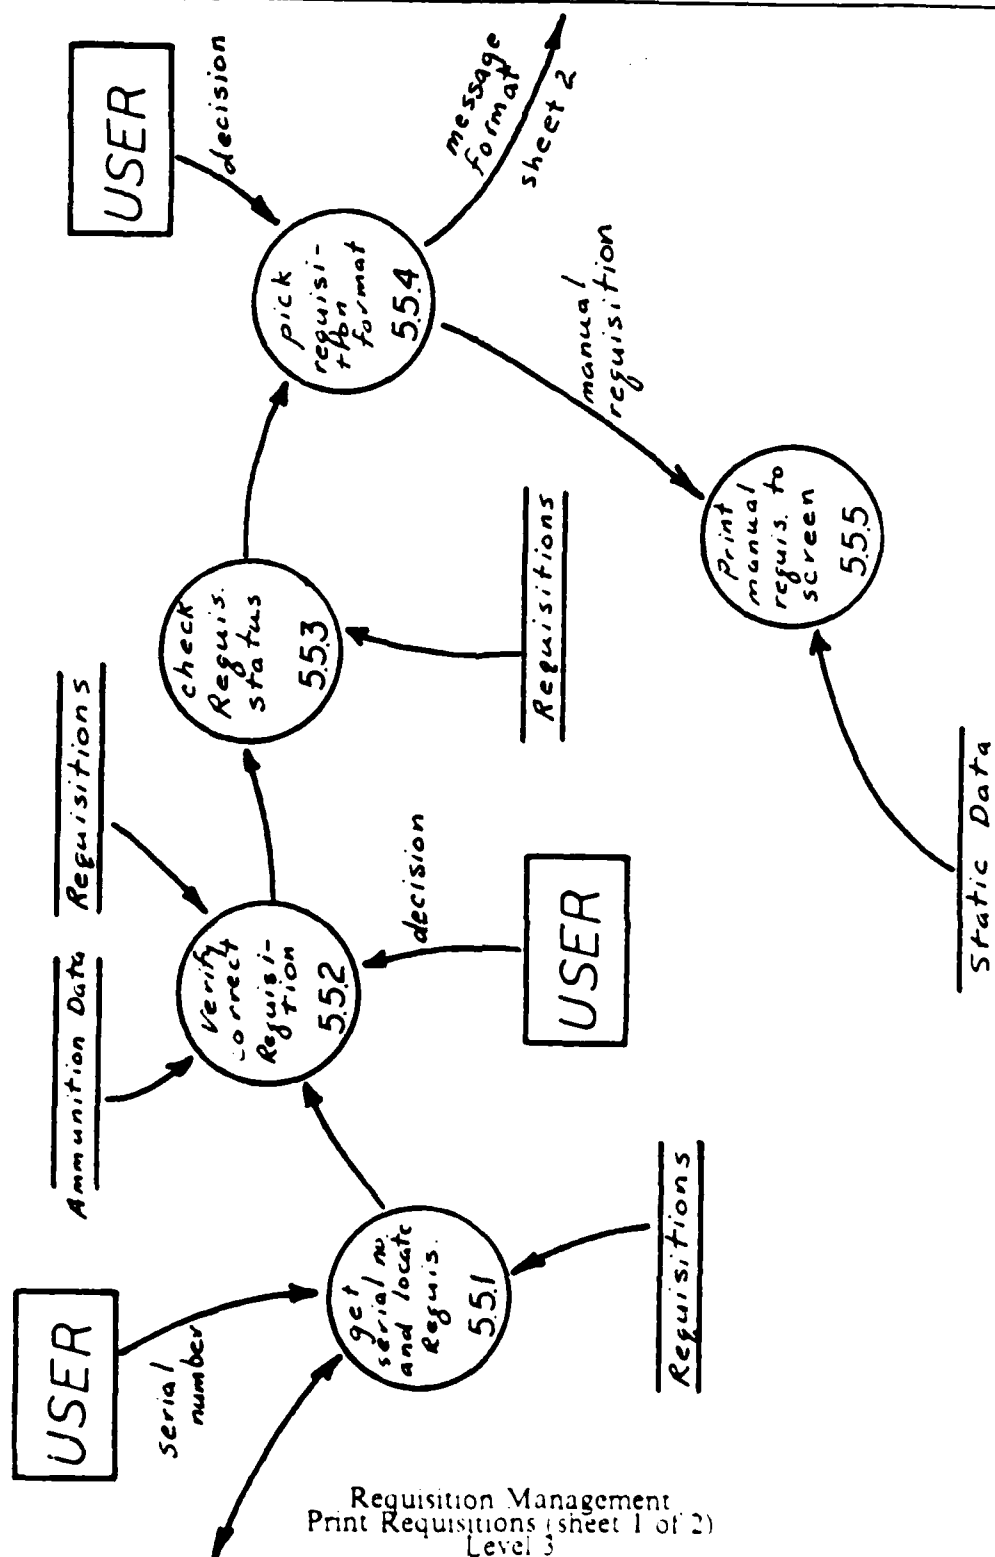 USER
serial
number
get
serial no.
and locate
Requis.
5.5.1
Requisitions
Ammunition Data
Requisitions
Verify
correct
Requisi-
tion
5.5.2
decision
USER
check
Requis.
status
5.5.3
Requisitions
USER
decision
pick
requisi-
tion
format
5.5.4
message
format
sheet 2
manual
requisition
Print
manual
requis. to
screen
5.5.5
Static Data
Requisition Management
Print Requisitions (sheet 1 of 2)
Level 3